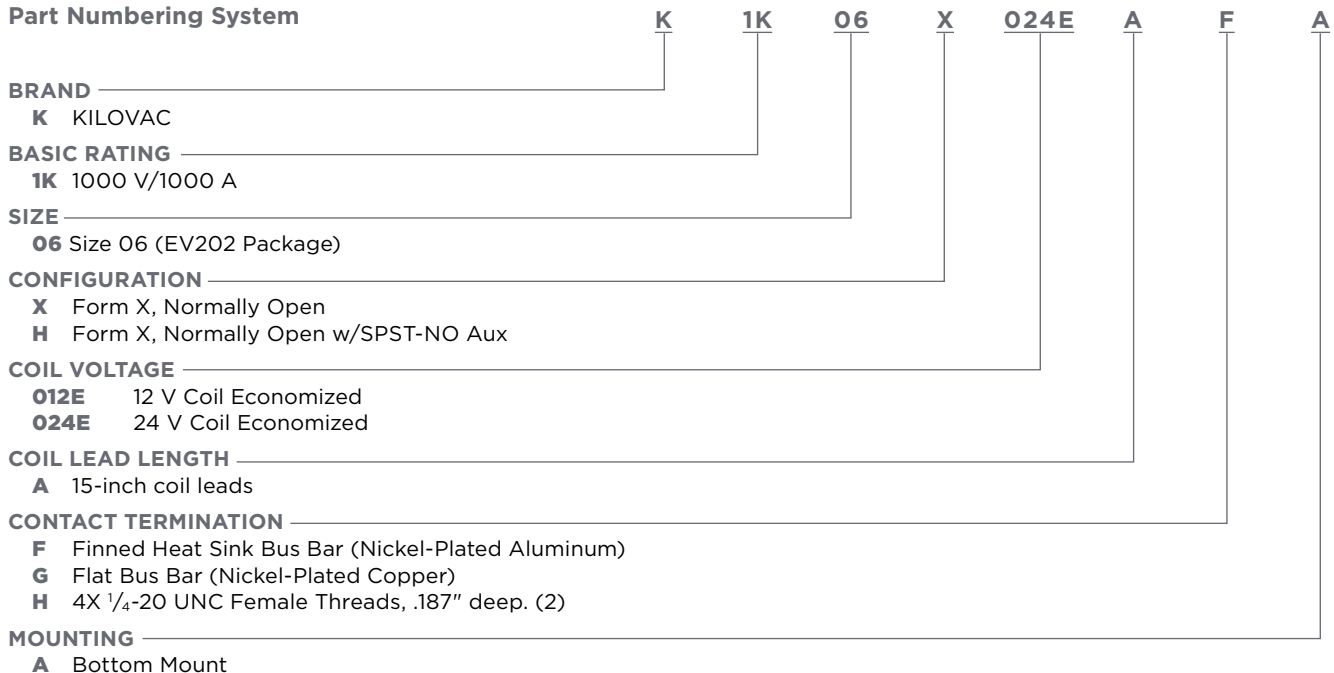 Part Numbering System K 1K 06 X 024E A F A
BRAND
K KILOVAC
BASIC RATING
1K 1000 V/1000 A
SIZE
06 Size 06 (EV202 Package)
CONFIGURATION
X Form X, Normally Open
H Form X, Normally Open w/SPST-NO Aux
COIL VOLTAGE
012E 12 V Coil Economized
024E 24 V Coil Economized
COIL LEAD LENGTH
A 15-inch coil leads
CONTACT TERMINATION
F Finned Heat Sink Bus Bar (Nickel-Plated Aluminum)
G Flat Bus Bar (Nickel-Plated Copper)
H 4X 1/4-20 UNC Female Threads, .187" deep. (2)
MOUNTING
A Bottom Mount